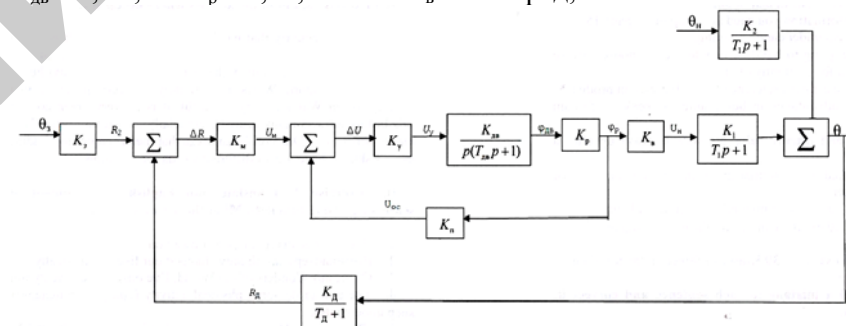 θн
K₂
T₁p+1
θз
Kз
R₂
Σ
ΔR
Kм
Uм
Σ
ΔU
Kу
Uу
Kдв
p(Tдвp+1)
φдв
Kр
φр
Kв
Uн
K₁
T₁p+1
Σ
θ
Uос
Kп
Rд
KД
TД+1